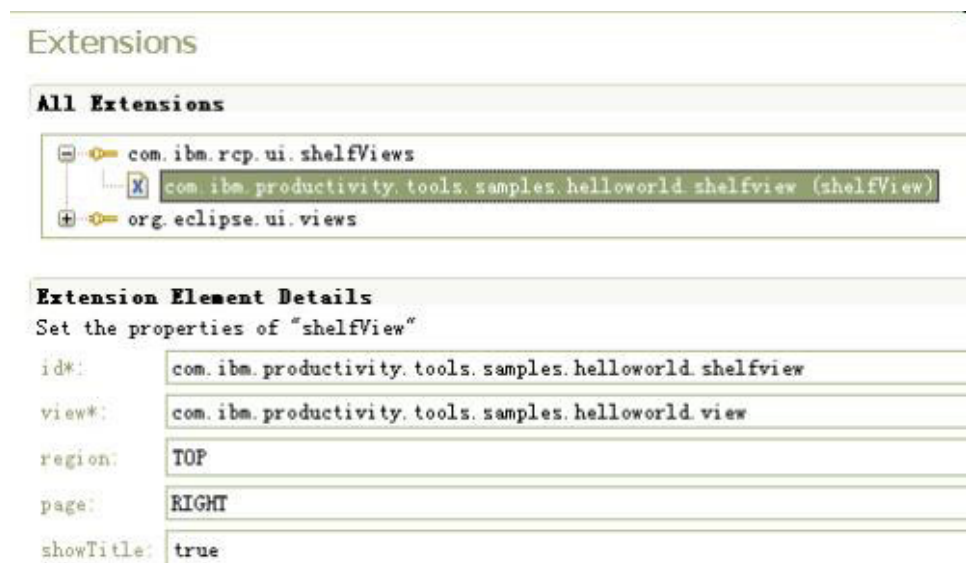 Extensions
All Extensions
com.ibm.rcp.ui.shelfViews
com.ibm.productivity.tools.samples.helloworld.shelfview (shelfView)
org.eclipse.ui.views
Extension Element Details
Set the properties of "shelfView"
id*: com.ibm.productivity.tools.samples.helloworld.shelfview
view*: com.ibm.productivity.tools.samples.helloworld.view
region: TOP
page: RIGHT
showTitle: true